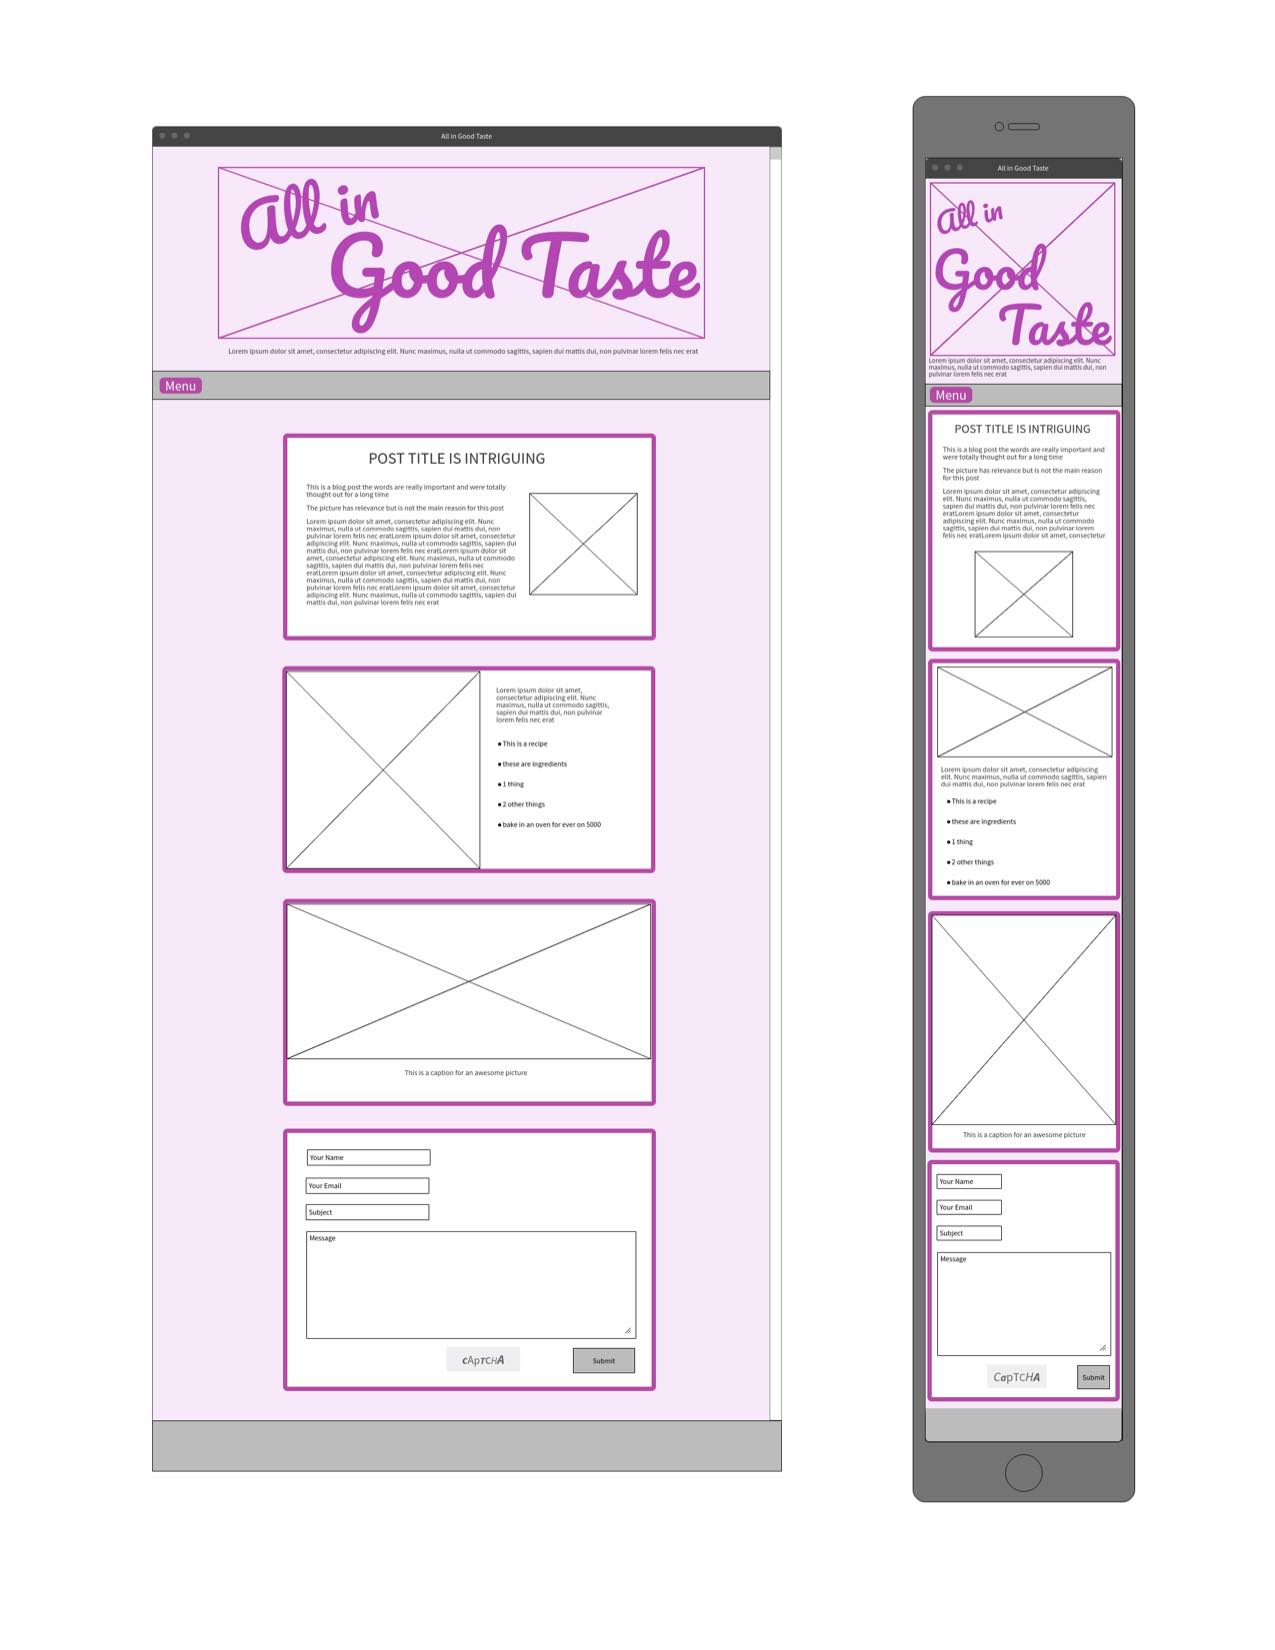 All in Good Taste
All in
Good Taste
Lorem ipsum dolor sit amet, consectetur adipiscing elit. Nunc maximus, nulla ut commodo sagittis, sapien dui mattis dui, non pulvinar lorem felis nec erat
Menu
POST TITLE IS INTRIGUING
This is a blog post the words are really important and were totally
thought out for a long time
The picture has relevance but is not the main reason for this post
Lorem ipsum dolor sit amet, consectetur adipiscing elit. Nunc
maximus, nulla ut commodo sagittis, sapien dui mattis dui, non
pulvinar lorem felis nec eratLorem ipsum dolor sit amet, consectetur
adipiscing elit. Nunc maximus, nulla ut commodo sagittis, sapien dui
mattis dui, non pulvinar lorem felis nec eratLorem ipsum dolor sit
amet, consectetur adipiscing elit. Nunc maximus, nulla ut commodo
sagittis, sapien dui mattis dui, non pulvinar lorem felis nec
eratLorem ipsum dolor sit amet, consectetur adipiscing elit. Nunc
maximus, nulla ut commodo sagittis, sapien dui mattis dui, non
pulvinar lorem felis nec eratLorem ipsum dolor sit amet, consectetur
adipiscing elit. Nunc maximus, nulla ut commodo sagittis, sapien dui
mattis dui, non pulvinar lorem felis nec erat
Lorem ipsum dolor sit amet,
consectetur adipiscing elit. Nunc
maximus, nulla ut commodo sagittis,
sapien dui mattis dui, non pulvinar
lorem felis nec erat
● This is a recipe
● these are ingredients
● 1 thing
● 2 other things
● bake in an oven for ever on 5000
This is a caption for an awesome picture
Your Name
Your Email
Subject
Message
cApTCHA
Submit
All in Good Taste
All in
Good
Taste
Lorem ipsum dolor sit amet, consectetur adipiscing elit. Nunc
maximus, nulla ut commodo sagittis, sapien dui mattis dui, non
pulvinar lorem felis nec erat
Menu
POST TITLE IS INTRIGUING
This is a blog post the words are really important and
were totally thought out for a long time
The picture has relevance but is not the main reason
for this post
Lorem ipsum dolor sit amet, consectetur adipiscing
elit. Nunc maximus, nulla ut commodo sagittis,
sapien dui mattis dui, non pulvinar lorem felis nec
eratLorem ipsum dolor sit amet, consectetur
adipiscing elit. Nunc maximus, nulla ut commodo
sagittis, sapien dui mattis dui, non pulvinar lorem
felis nec eratLorem ipsum dolor sit amet, consectetur
Lorem ipsum dolor sit amet, consectetur adipiscing
elit. Nunc maximus, nulla ut commodo sagittis, sapien
dui mattis dui, non pulvinar lorem felis nec erat
● This is a recipe
● these are ingredients
● 1 thing
● 2 other things
● bake in an oven for ever on 5000
This is a caption for an awesome picture
Your Name
Your Email
Subject
Message
CapTCHA
Submit